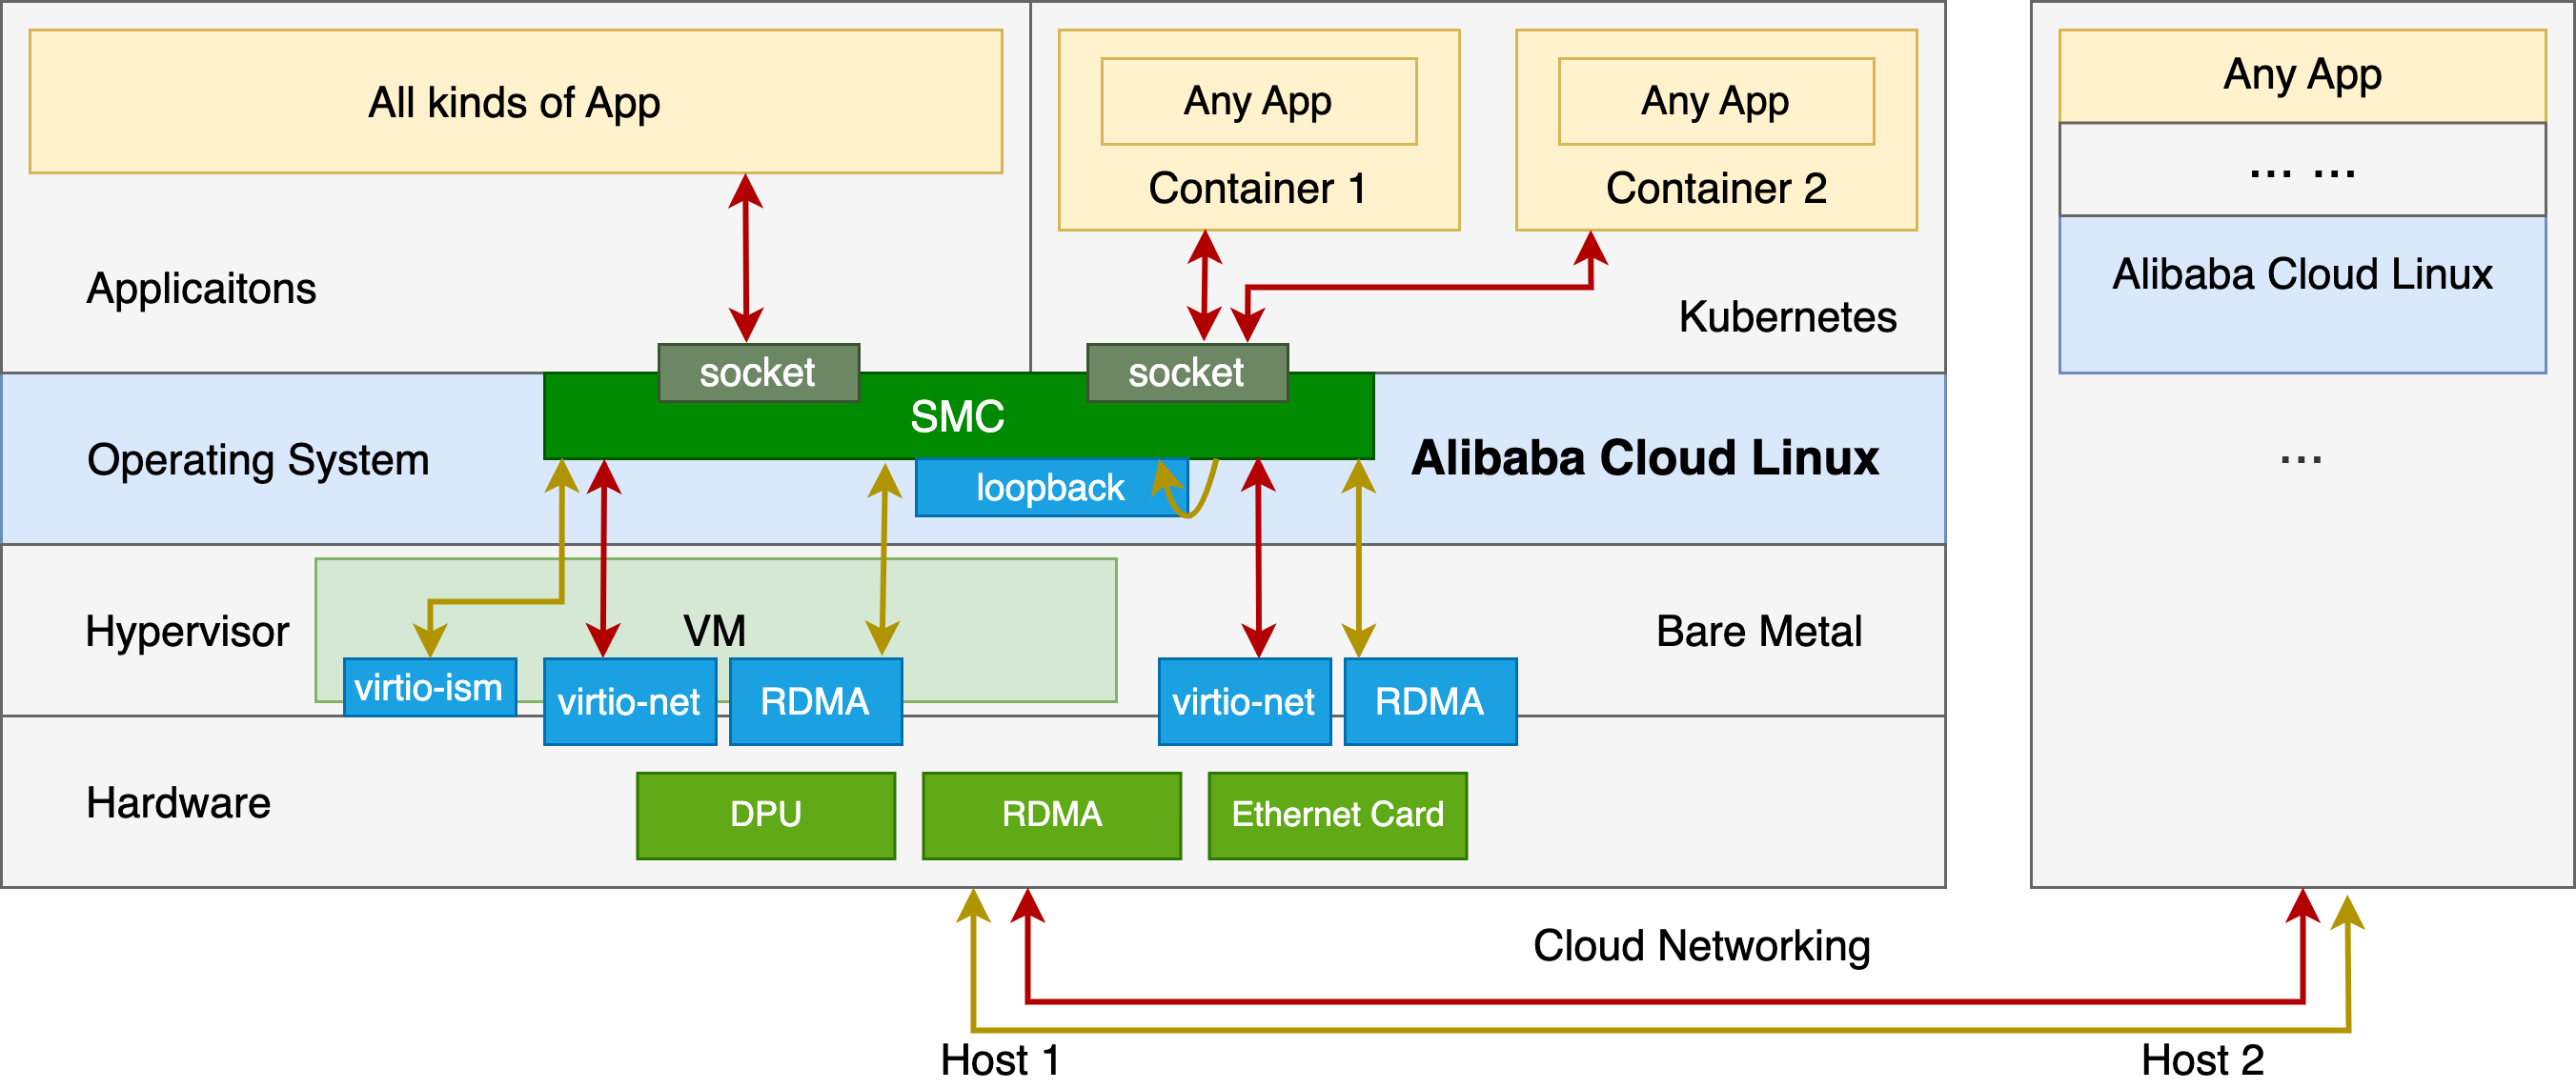 All kinds of App
Any App
Container 1
Any App
Container 2
Any App
... ...
Alibaba Cloud Linux
...
Applicaitons
Kubernetes
socket
socket
SMC
Operating System
loopback
Alibaba Cloud Linux
Hypervisor
VM
Bare Metal
virtio-ism
virtio-net
RDMA
virtio-net
RDMA
Hardware
DPU
RDMA
Ethernet Card
Cloud Networking
Host 1
Host 2